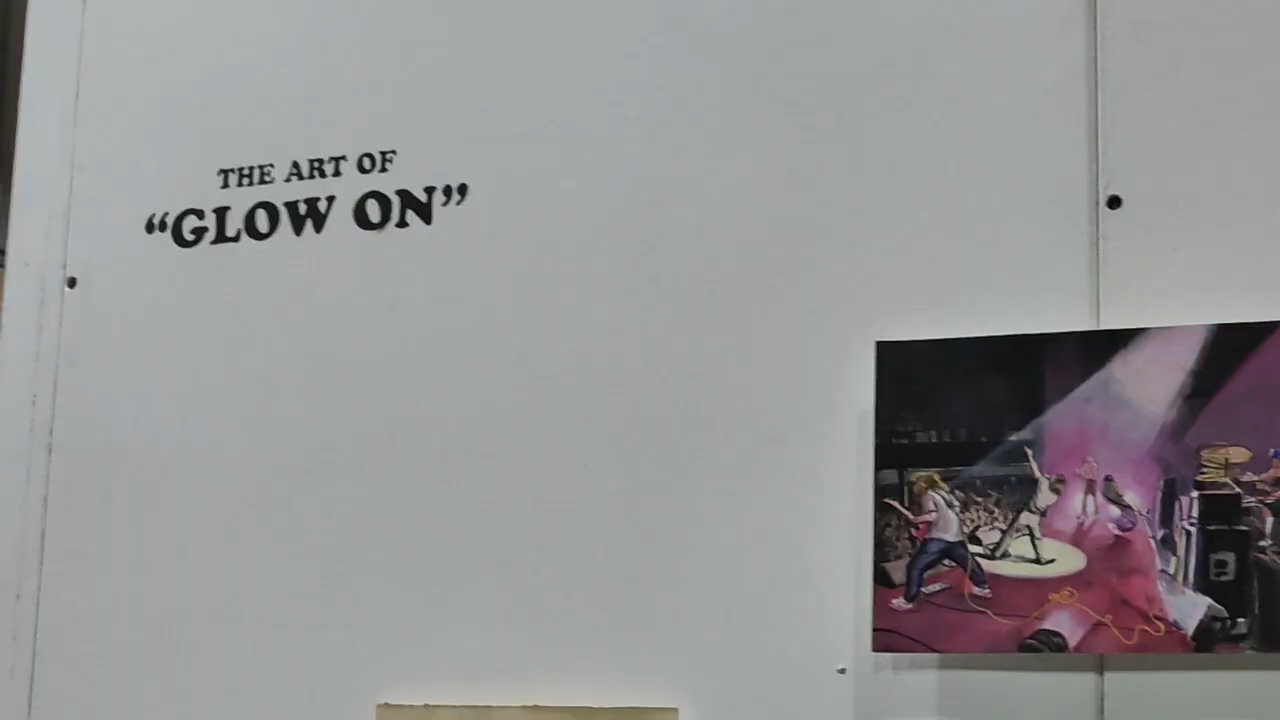 THE ART OF
“GLOW ON”